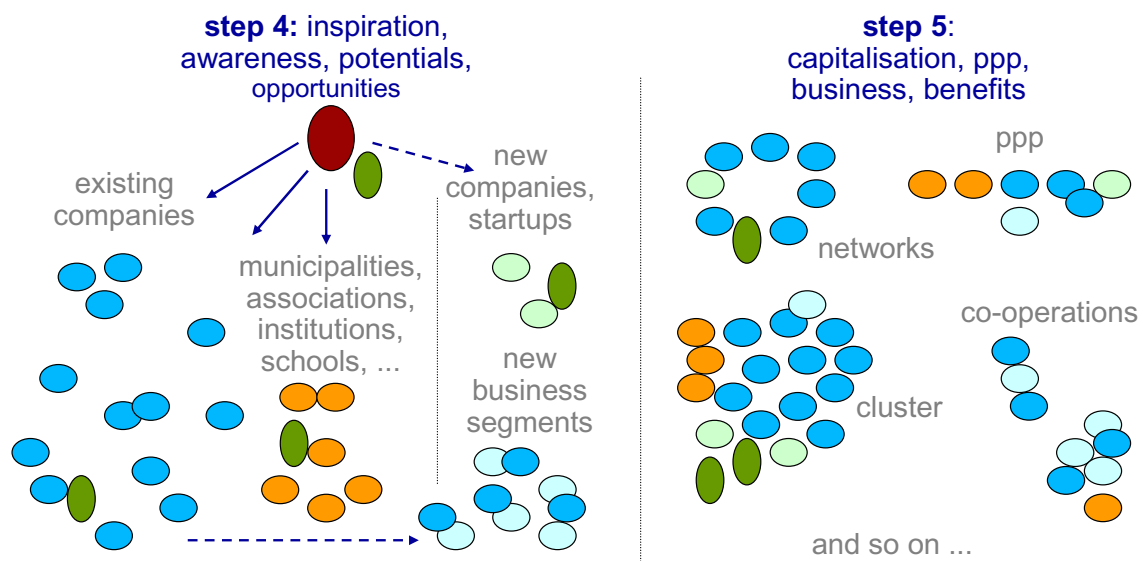 step 4: inspiration,
awareness, potentials,
opportunities
existing
companies
new
companies,
startups
municipalities,
associations,
institutions,
schools, ...
new
business
segments
step 5:
capitalisation, ppp,
business, benefits
ppp
networks
co-operations
cluster
and so on ...